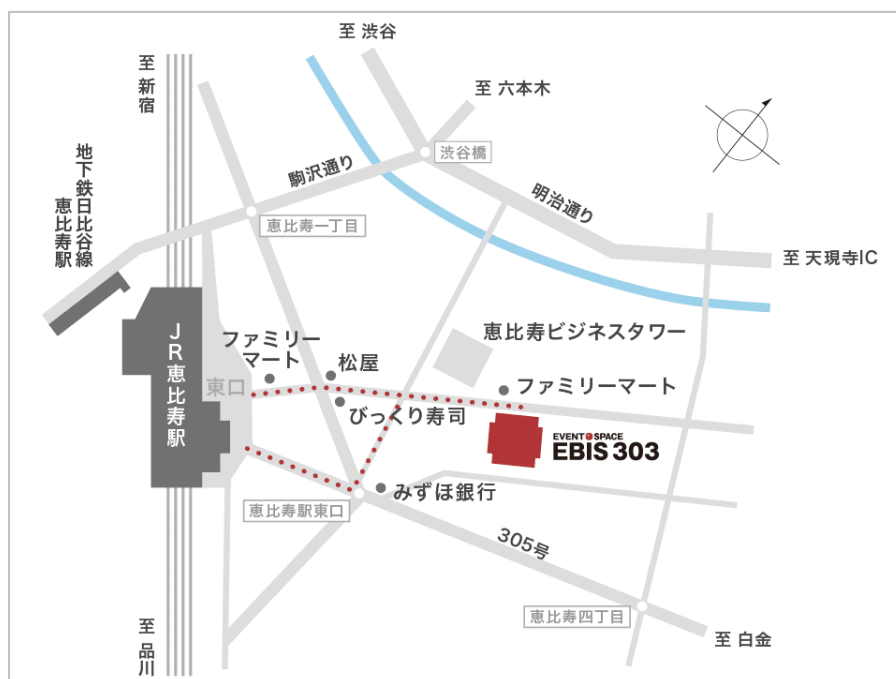 至 渋谷
至 新宿
至 六本木
渋谷橋
駒沢通り
明治通り
地下鉄日比谷線
恵比寿駅
恵比寿一丁目
至 天現寺IC
恵比寿ビジネスタワー
ファミリー
マート
松屋
JR恵比寿駅
東口
ファミリーマート
びっくり寿司
EVENT SPACE
EBIS 303
みずほ銀行
恵比寿駅東口
305号
恵比寿四丁目
至 品川
至 白金